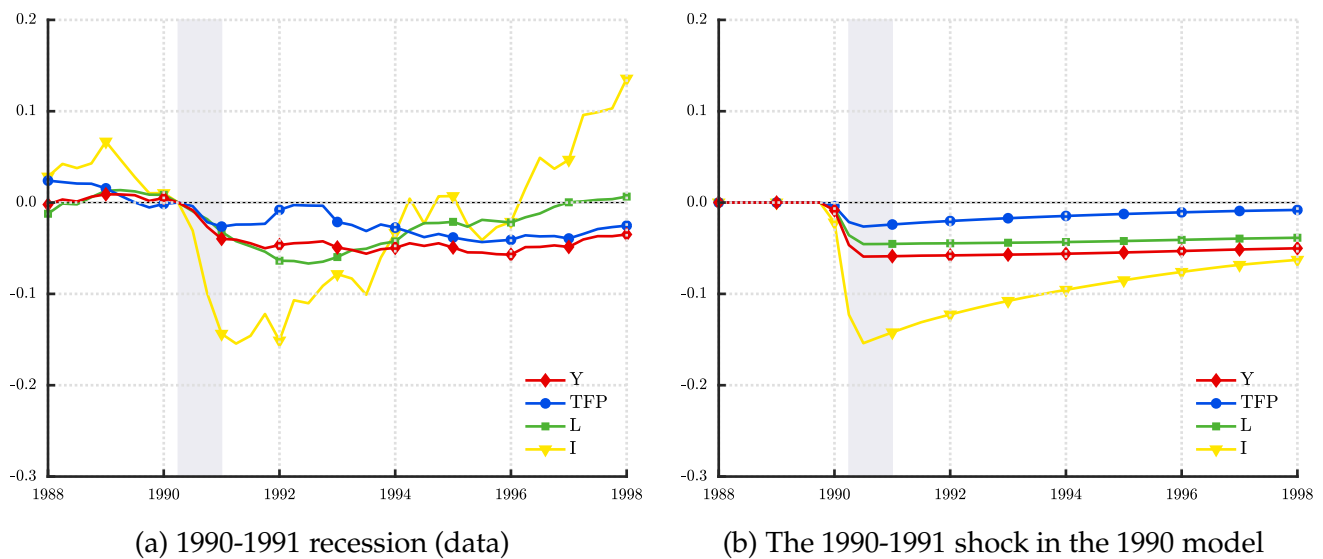 0.2
0.1
0.0
-0.1
-0.2
-0.3
1988 1990 1992 1994 1996 1998
Y
TFP
L
I
(a) 1990-1991 recession (data)
0.2
0.1
0.0
-0.1
-0.2
-0.3
1988 1990 1992 1994 1996 1998
Y
TFP
L
I
(b) The 1990-1991 shock in the 1990 model